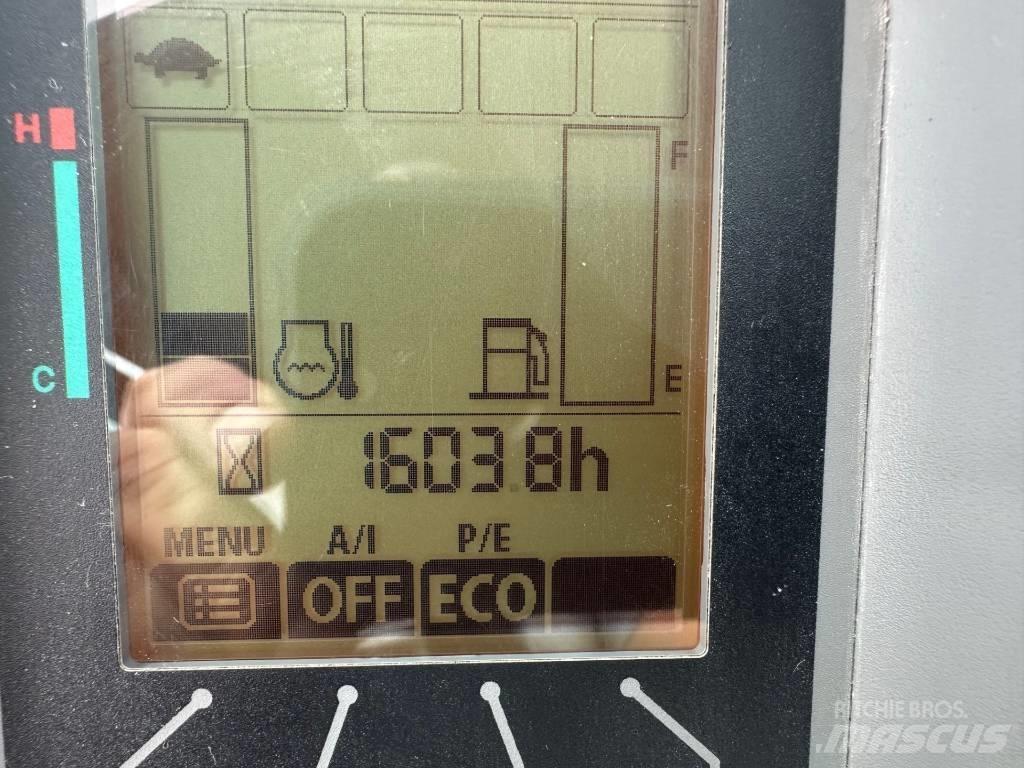 H
F
C
E
1603.8h
MENU A/I P/E
OFF ECO
RITCHIE BROS.
MASCUS